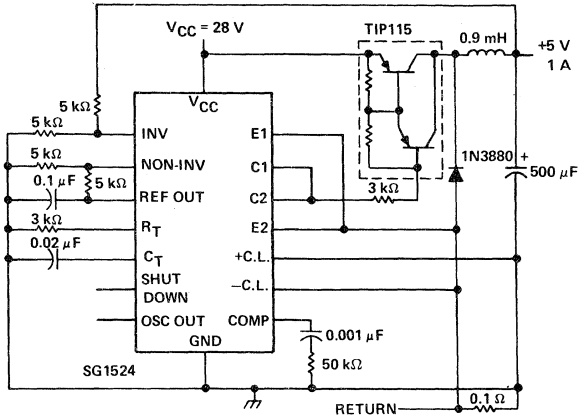 V_CC = 28 V
TIP115
0.9 mH
+5 V
1 A
5 kΩ
V_CC
5 kΩ
INV
E1
5 kΩ
NON-INV
C1
1N3880
+
500 μF
0.1 μF
5 kΩ
REF OUT
C2
3 kΩ
3 kΩ
R_T
E2
0.02 μF
C_T
+C.L.
SHUT
DOWN
−C.L.
OSC OUT
COMP
0.001 μF
GND
50 kΩ
SG1524
0.1 Ω
RETURN